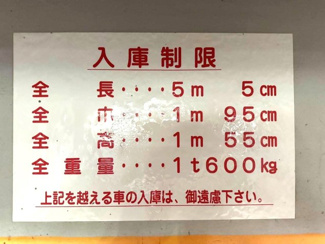 入庫制限
全長････5m 5cm
全巾････1m 95cm
全高････1m 55cm
全重量････1t600kg
上記を越える車の入庫は、御遠慮下さい。